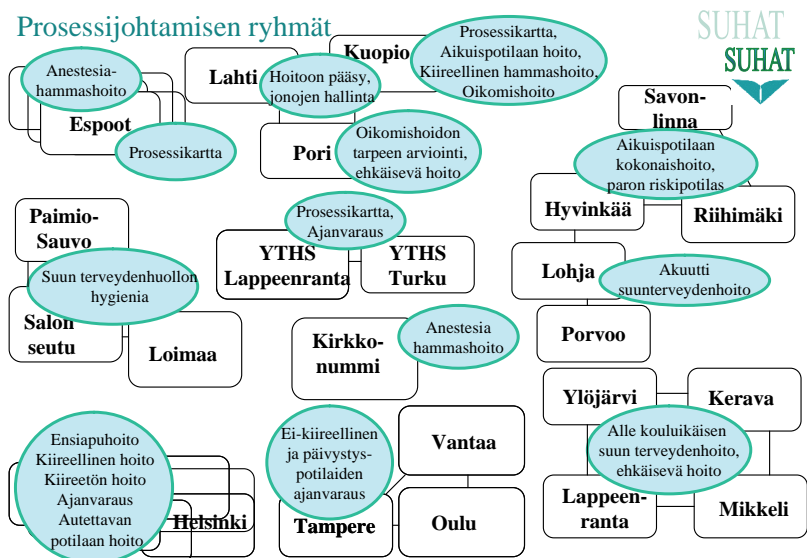 Prosessijohtamisen ryhmät
SUHAT
SUHAT
Anestesia-
hammashoito
Espoot
Prosessikartta
Lahti
Kuopio
Hoitoon pääsy,
jonojen hallinta
Pori
Prosessikartta,
Aikuispotilaan hoito,
Kiireellinen hammashoito,
Oikomishoito
Oikomishoidon
tarpeen arviointi,
ehkäisevä hoito
Savon-
linna
Aikuispotilaan
kokonaishoito,
paron riskipotilas
Hyvinkää
Riihimäki
Lohja
Akuutti
suunterveydenhoito
Porvoo
Paimio-
Sauvo
Suun terveydenhuollon
hygienia
Salon
seutu
Loimaa
Prosessikartta,
Ajanvaraus
YTHS
Lappeenranta
YTHS
Turku
Kirkko-
nummi
Anestesia
hammashoito
Ensiapuhoito
Kiireellinen hoito
Kiireetön hoito
Ajanvaraus
Autettavan
potilaan hoito
Helsinki
Ei-kiireellinen
ja päivystys-
potilaiden
ajanvaraus
Vantaa
Tampere
Oulu
Ylöjärvi
Kerava
Alle kouluikäisen
suun terveydenhoito,
ehkäisevä hoito
Lappeen-
ranta
Mikkeli